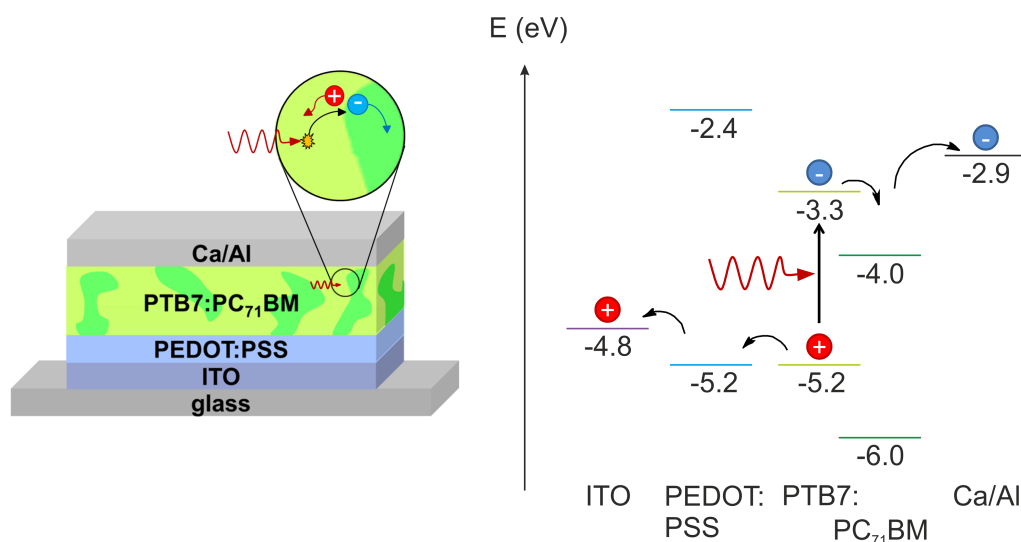 E (eV)
+
-
Ca/Al
PTB7:PC₇₁BM
PEDOT:PSS
ITO
glass
-2.4
-
-2.9
-
-3.3
-4.0
+
-4.8
+
-5.2
-5.2
-6.0
ITO
PEDOT:
PSS
PTB7:
PC₇₁BM
Ca/Al